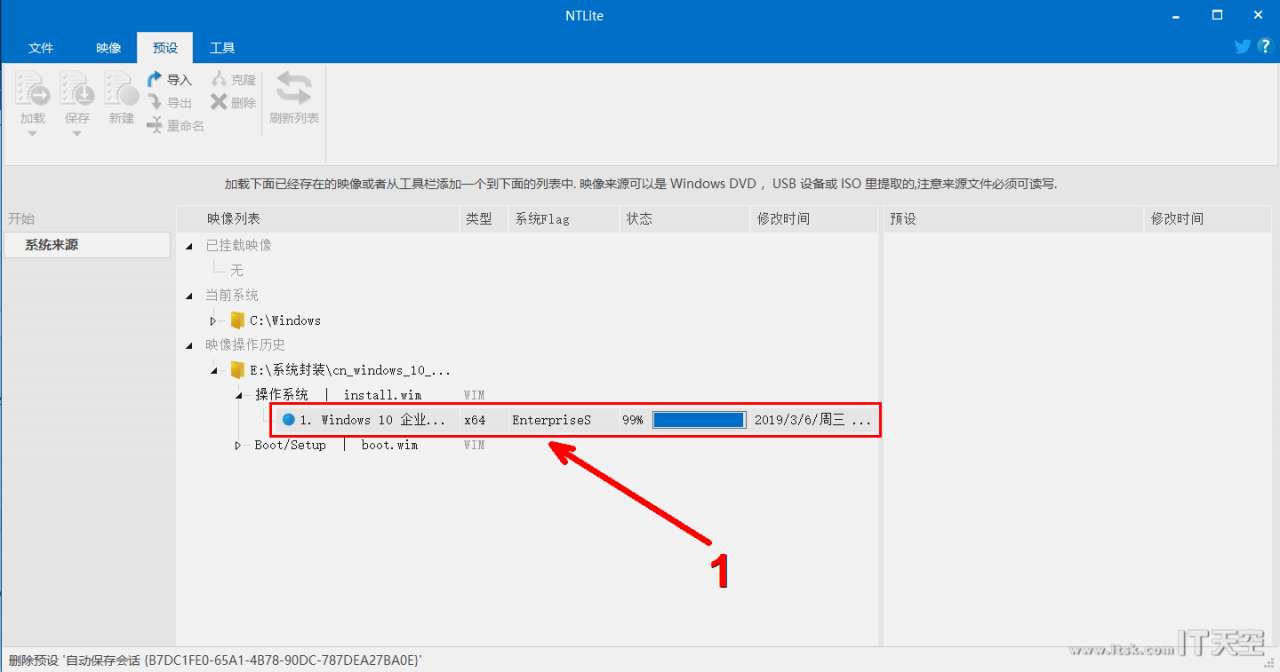 NTLite
文件 映像 预设 工具
加载 保存 新建 导入 导出 重命名 克隆 删除 刷新列表
加载下面已经存在的映像或者从工具栏添加一个到下面的列表中. 映像来源可以是 Windows DVD ，USB 设备或 ISO 里提取的,注意来源文件必须可读写.
开始
系统来源
映像列表 类型 系统Flag 状态 修改时间 预设 修改时间
已挂载映像
无
当前系统
C:\Windows
映像操作历史
E:\系统封装\cn_windows_10_...
操作系统 | install.wim WIM
1. Windows 10 企业... x64 EnterpriseS 99% 2019/3/6/周三 ...
Boot/Setup | boot.wim WIM
1
删除预设 '自动保存会话 {B7DC1FE0-65A1-4B78-90DC-787DEA27BA0E}'
www.itsk.com IT天空